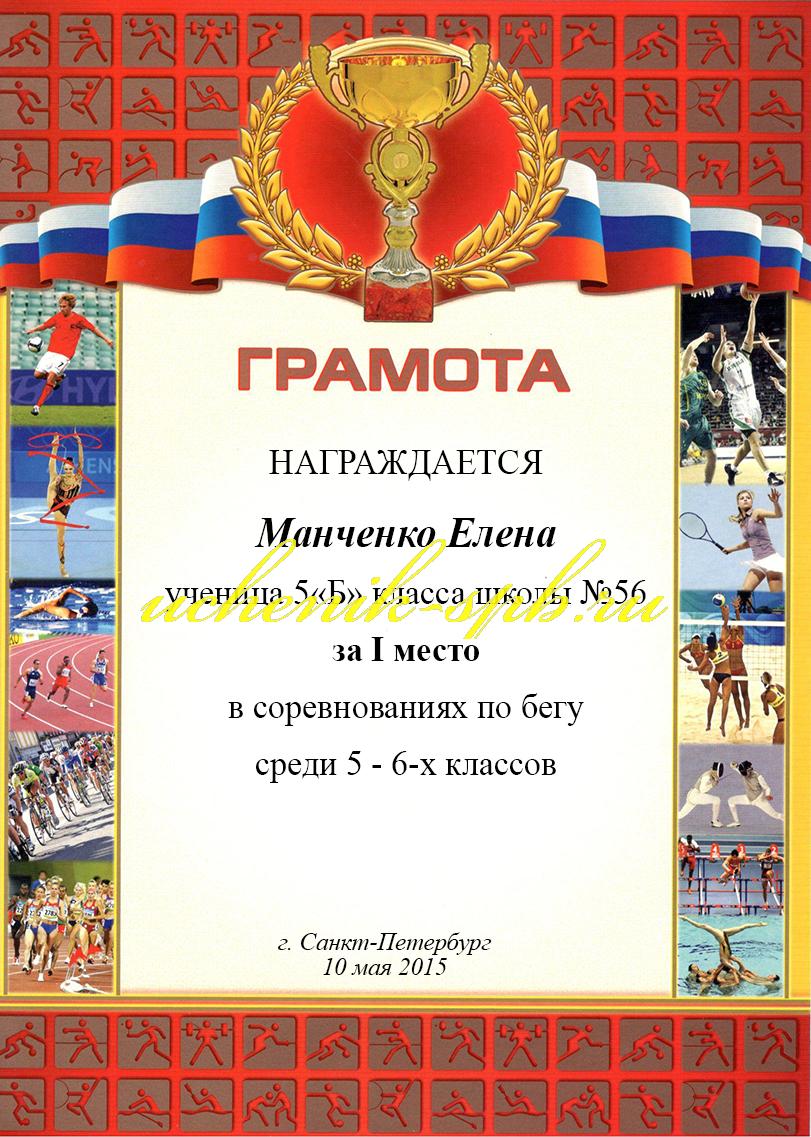 ГРАМОТА
НАГРАЖДАЕТСЯ
Манченко Елена
ученица 5«Б» класса школы №56
uchenik-spb.ru
за I место
в соревнованиях по бегу
среди 5 - 6-х классов
г. Санкт-Петербург
10 мая 2015